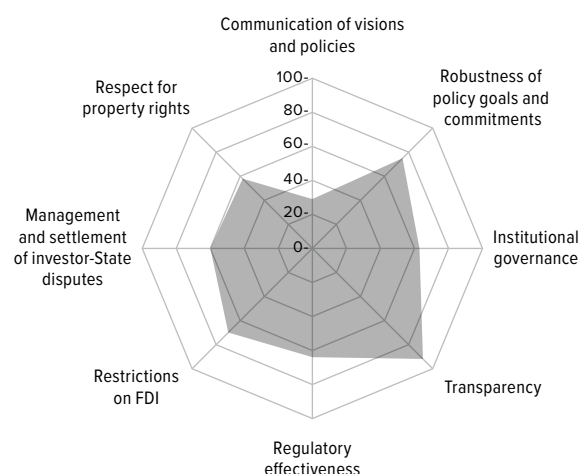 Communication of visions
and policies
Robustness of
policy goals and
commitments
Institutional
governance
Transparency
Regulatory
effectiveness
Restrictions
on FDI
Management
and settlement
of investor-State
disputes
Respect for
property rights
100-
80-
60-
40-
20-
0-